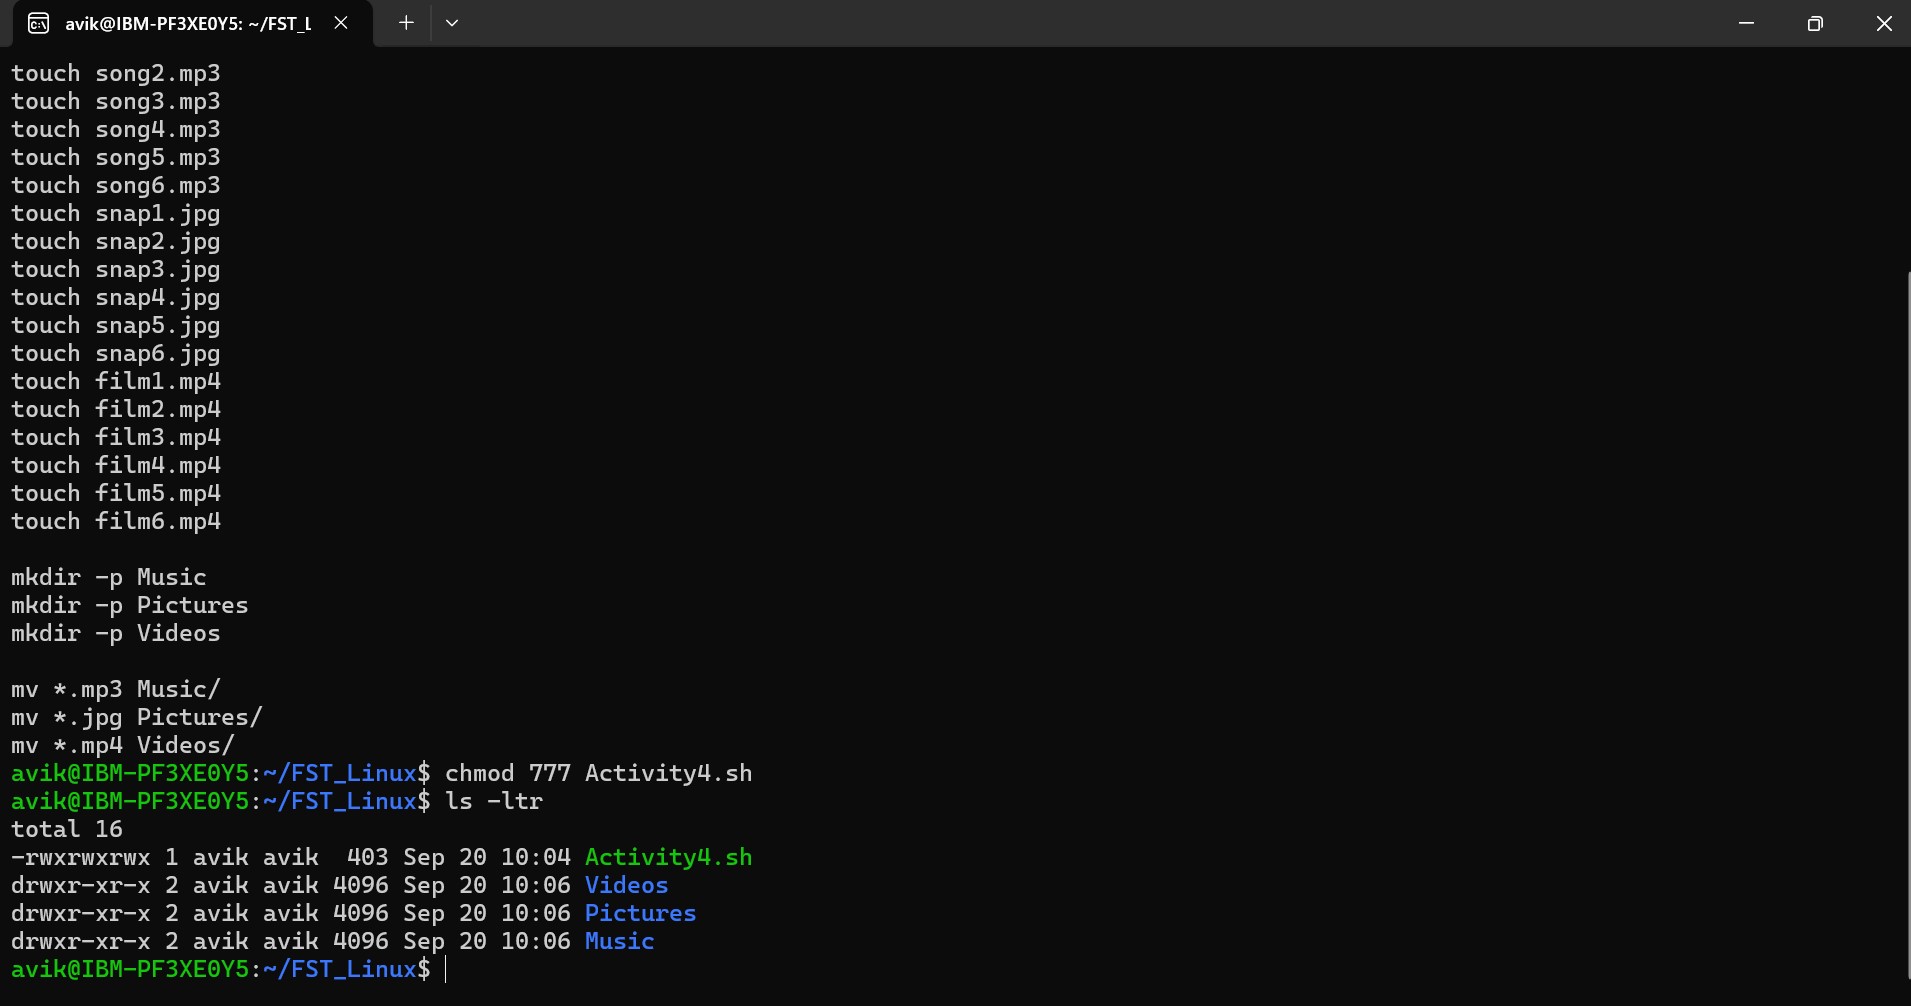 avik@IBM-PF3XE0Y5: ~/FST_L
touch song2.mp3
touch song3.mp3
touch song4.mp3
touch song5.mp3
touch song6.mp3
touch snap1.jpg
touch snap2.jpg
touch snap3.jpg
touch snap4.jpg
touch snap5.jpg
touch snap6.jpg
touch film1.mp4
touch film2.mp4
touch film3.mp4
touch film4.mp4
touch film5.mp4
touch film6.mp4
mkdir -p Music
mkdir -p Pictures
mkdir -p Videos
mv *.mp3 Music/
mv *.jpg Pictures/
mv *.mp4 Videos/
avik@IBM-PF3XE0Y5:~/FST_Linux$ chmod 777 Activity4.sh
avik@IBM-PF3XE0Y5:~/FST_Linux$ ls -ltr
total 16
-rwxrwxrwx 1 avik avik  403 Sep 20 10:04 Activity4.sh
drwxr-xr-x 2 avik avik 4096 Sep 20 10:06 Videos
drwxr-xr-x 2 avik avik 4096 Sep 20 10:06 Pictures
drwxr-xr-x 2 avik avik 4096 Sep 20 10:06 Music
avik@IBM-PF3XE0Y5:~/FST_Linux$